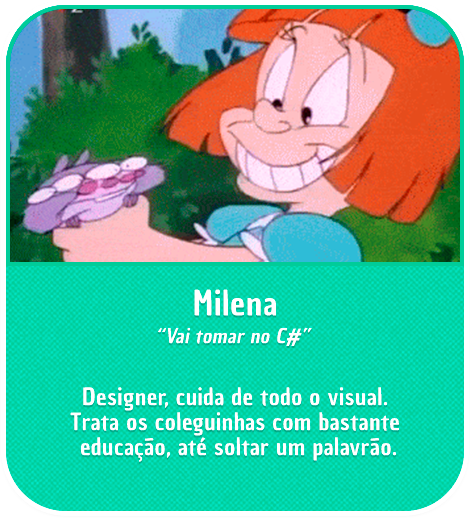 Milena
“Vai tomar no C#”
Designer, cuida de todo o visual.
Trata os coleguinhas com bastante
educação, até soltar um palavrão.